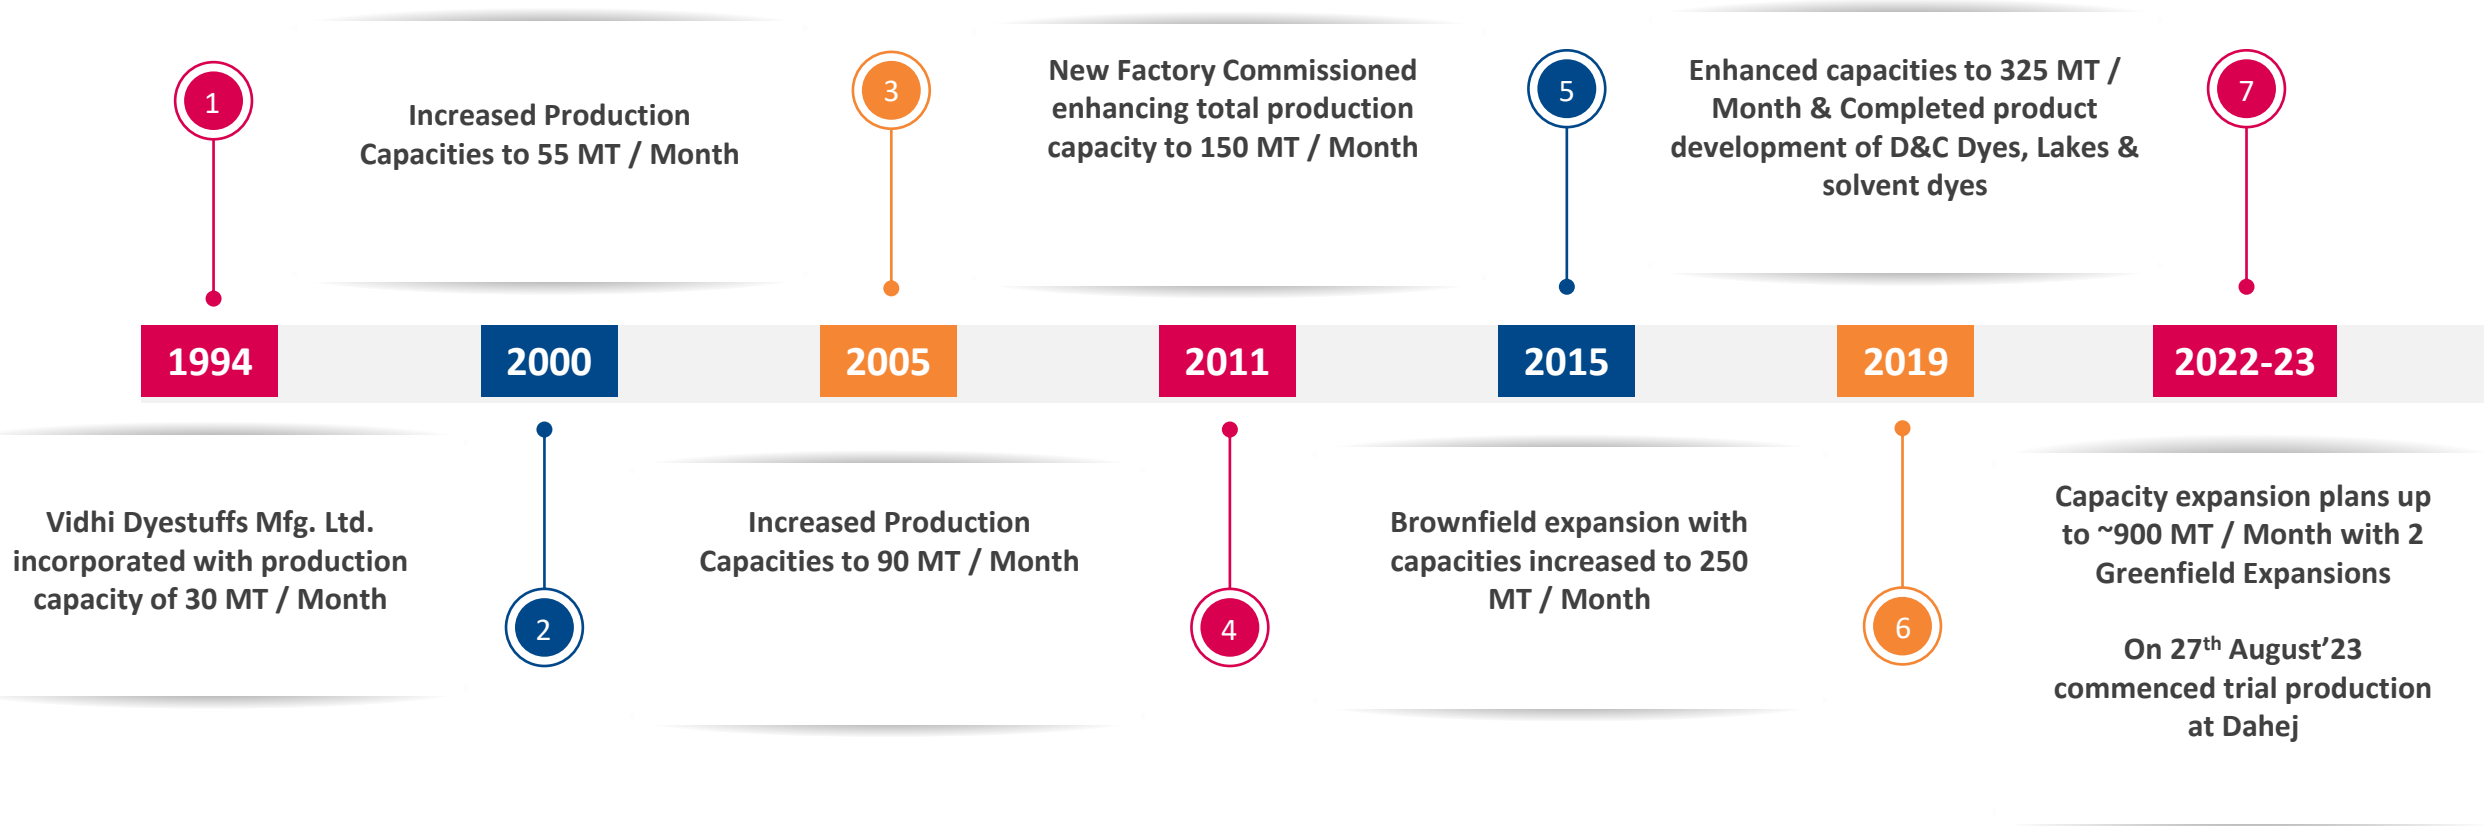 1
Increased Production
Capacities to 55 MT / Month
3
New Factory Commissioned
enhancing total production
capacity to 150 MT / Month
5
Enhanced capacities to 325 MT /
Month & Completed product
development of D&C Dyes, Lakes &
solvent dyes
7
1994
2000
2005
2011
2015
2019
2022-23
Vidhi Dyestuffs Mfg. Ltd.
incorporated with production
capacity of 30 MT / Month
2
Increased Production
Capacities to 90 MT / Month
4
Brownfield expansion with
capacities increased to 250
MT / Month
6
Capacity expansion plans up
to ~900 MT / Month with 2
Greenfield Expansions
On 27th August’23
commenced trial production
at Dahej